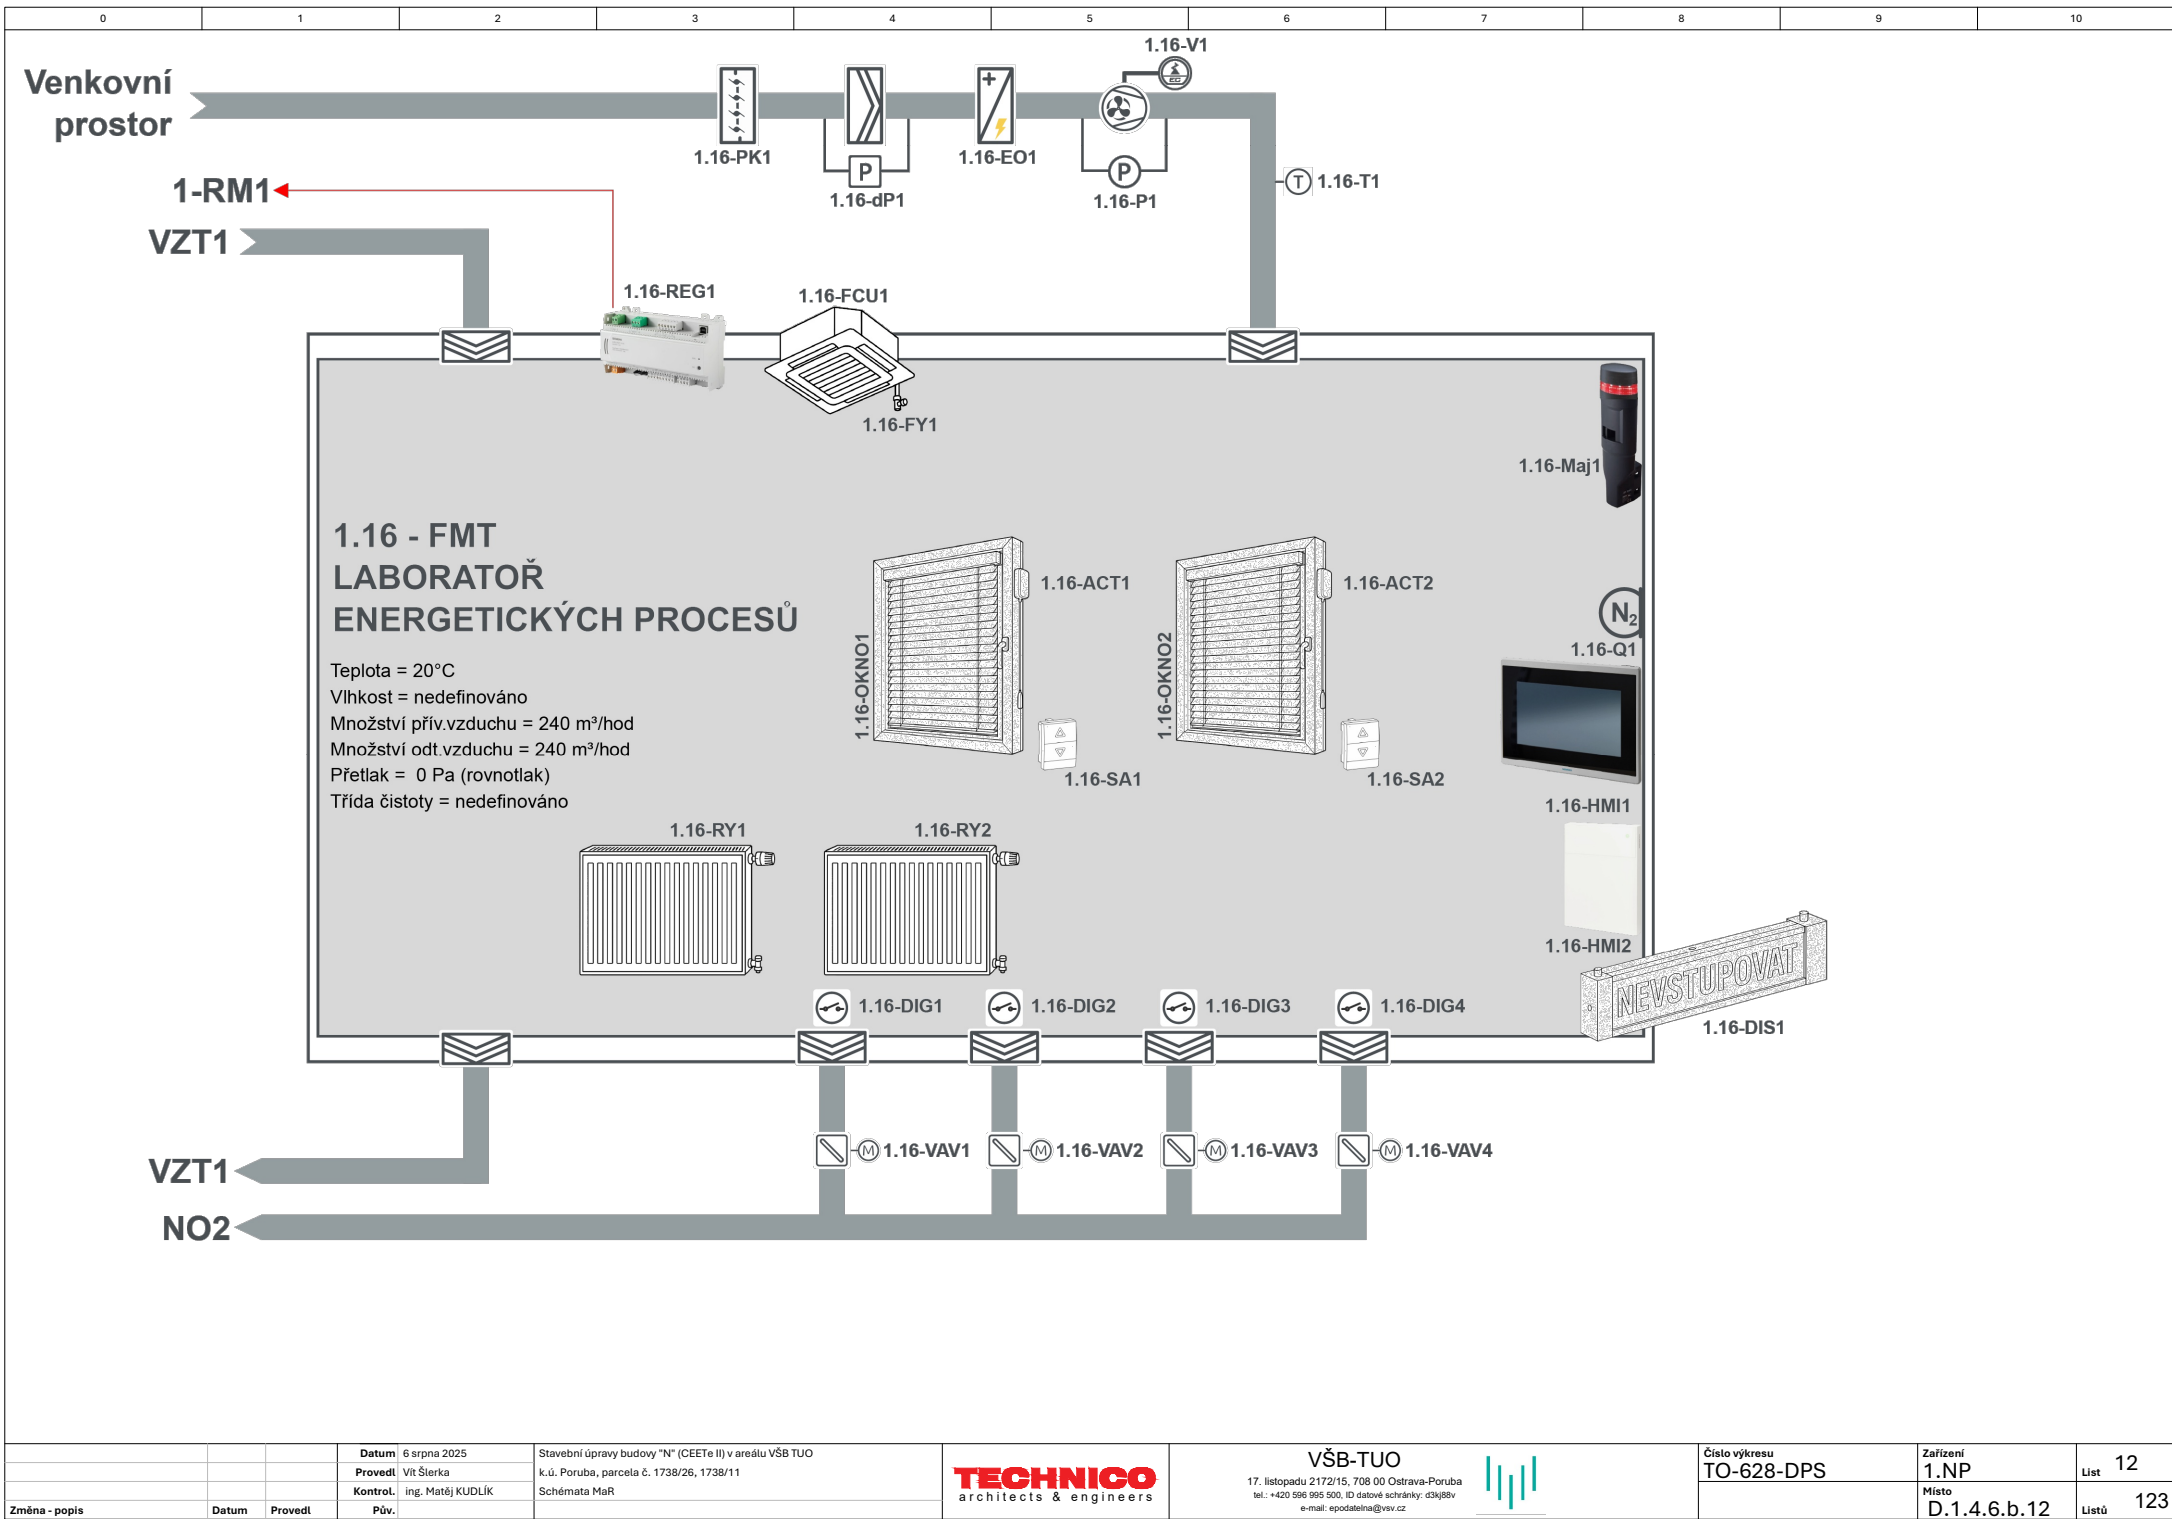 0 1 2 3 4 5 6 7 8 9 10
1.16-V1
EC
Venkovní
prostor
1.16-PK1
P
1.16-dP1
1.16-EO1
P
1.16-P1
T 1.16-T1
1-RM1
VZT1
1.16-REG1
1.16-FCU1
1.16-FY1
1.16-Maj1
1.16 - FMT
LABORATOŘ
ENERGETICKÝCH PROCESŮ
Teplota = 20°C
Vlhkost = nedefinováno
Množství přív.vzduchu = 240 m³/hod
Množství odt.vzduchu = 240 m³/hod
Přetlak = 0 Pa (rovnotlak)
Třída čistoty = nedefinováno
1.16-OKNO1
1.16-ACT1
1.16-SA1
1.16-OKNO2
1.16-ACT2
1.16-SA2
N2
1.16-Q1
1.16-HMI1
1.16-HMI2
1.16-RY1
1.16-RY2
NEVSTUPOVAT
1.16-DIS1
1.16-DIG1
1.16-DIG2
1.16-DIG3
1.16-DIG4
M 1.16-VAV1
M 1.16-VAV2
M 1.16-VAV3
M 1.16-VAV4
VZT1
NO2
Datum 6 srpna 2025
Provedl Vít Šlerka
Kontrol. ing. Matěj KUDLÍK
Změna - popis Datum Provedl Pův.
Stavební úpravy budovy "N" (CEETe II) v areálu VŠB TUO
k.ú. Poruba, parcela č. 1738/26, 1738/11
Schémata MaR
TECHNICO
architects & engineers
VŠB-TUO
17. listopadu 2172/15, 708 00 Ostrava-Poruba
tel.: +420 596 995 500, ID datové schránky: d3kj88v
e-mail: epodatelna@vsv.cz
Číslo výkresu
TO-628-DPS
Zařízení
1.NP
Místo
D.1.4.6.b.12
List 12
Listů 123